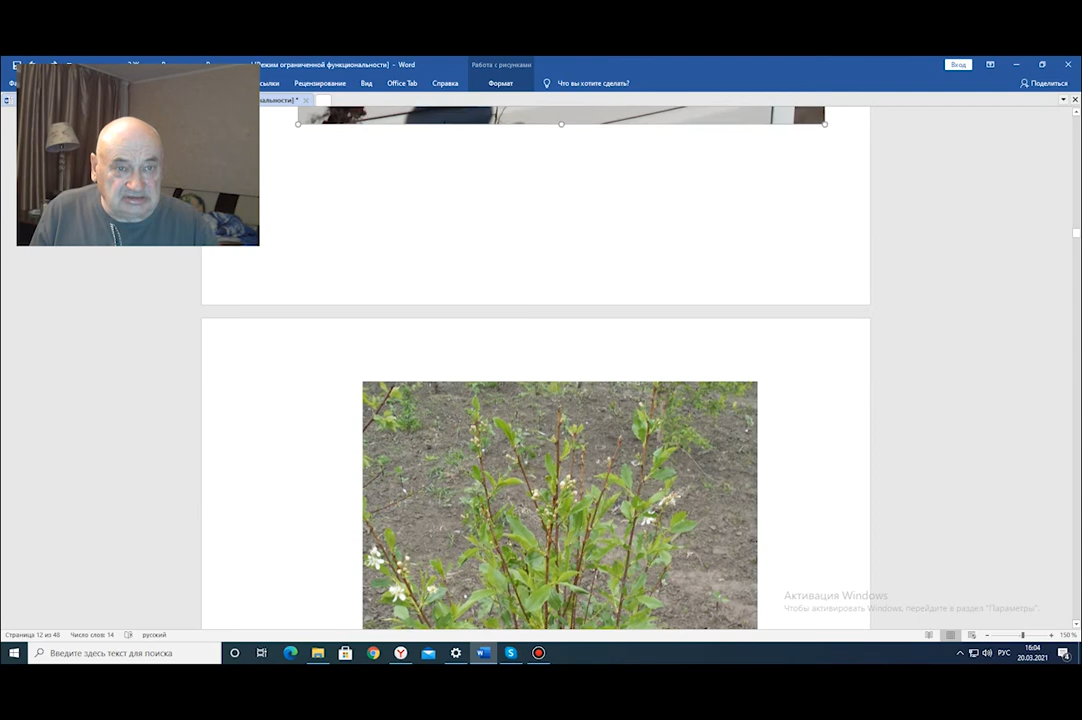 [Режим ограниченной функциональности] - Word
Работа с рисунками
Вход
Рецензирование
Вид
Office Tab
Справка
Формат
Что вы хотите сделать?
Поделиться
Активация Windows
Чтобы активировать Windows, перейдите в раздел "Параметры".
Страница 12 из 48
Число слов: 14
русский
150 %
Введите здесь текст для поиска
РУС
16:04
20.03.2021
4